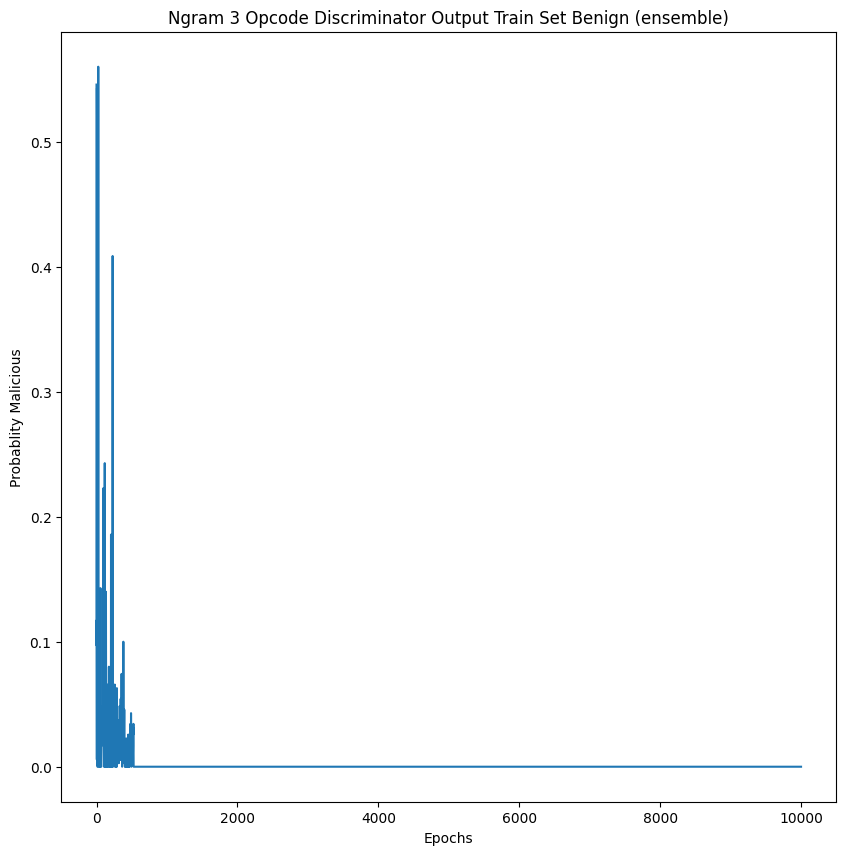 Ngram 3 Opcode Discriminator Output Train Set Benign (ensemble)
0.5
0.4
0.3
0.2
0.1
0.0
Probablity Malicious
0 2000 4000 6000 8000 10000
Epochs